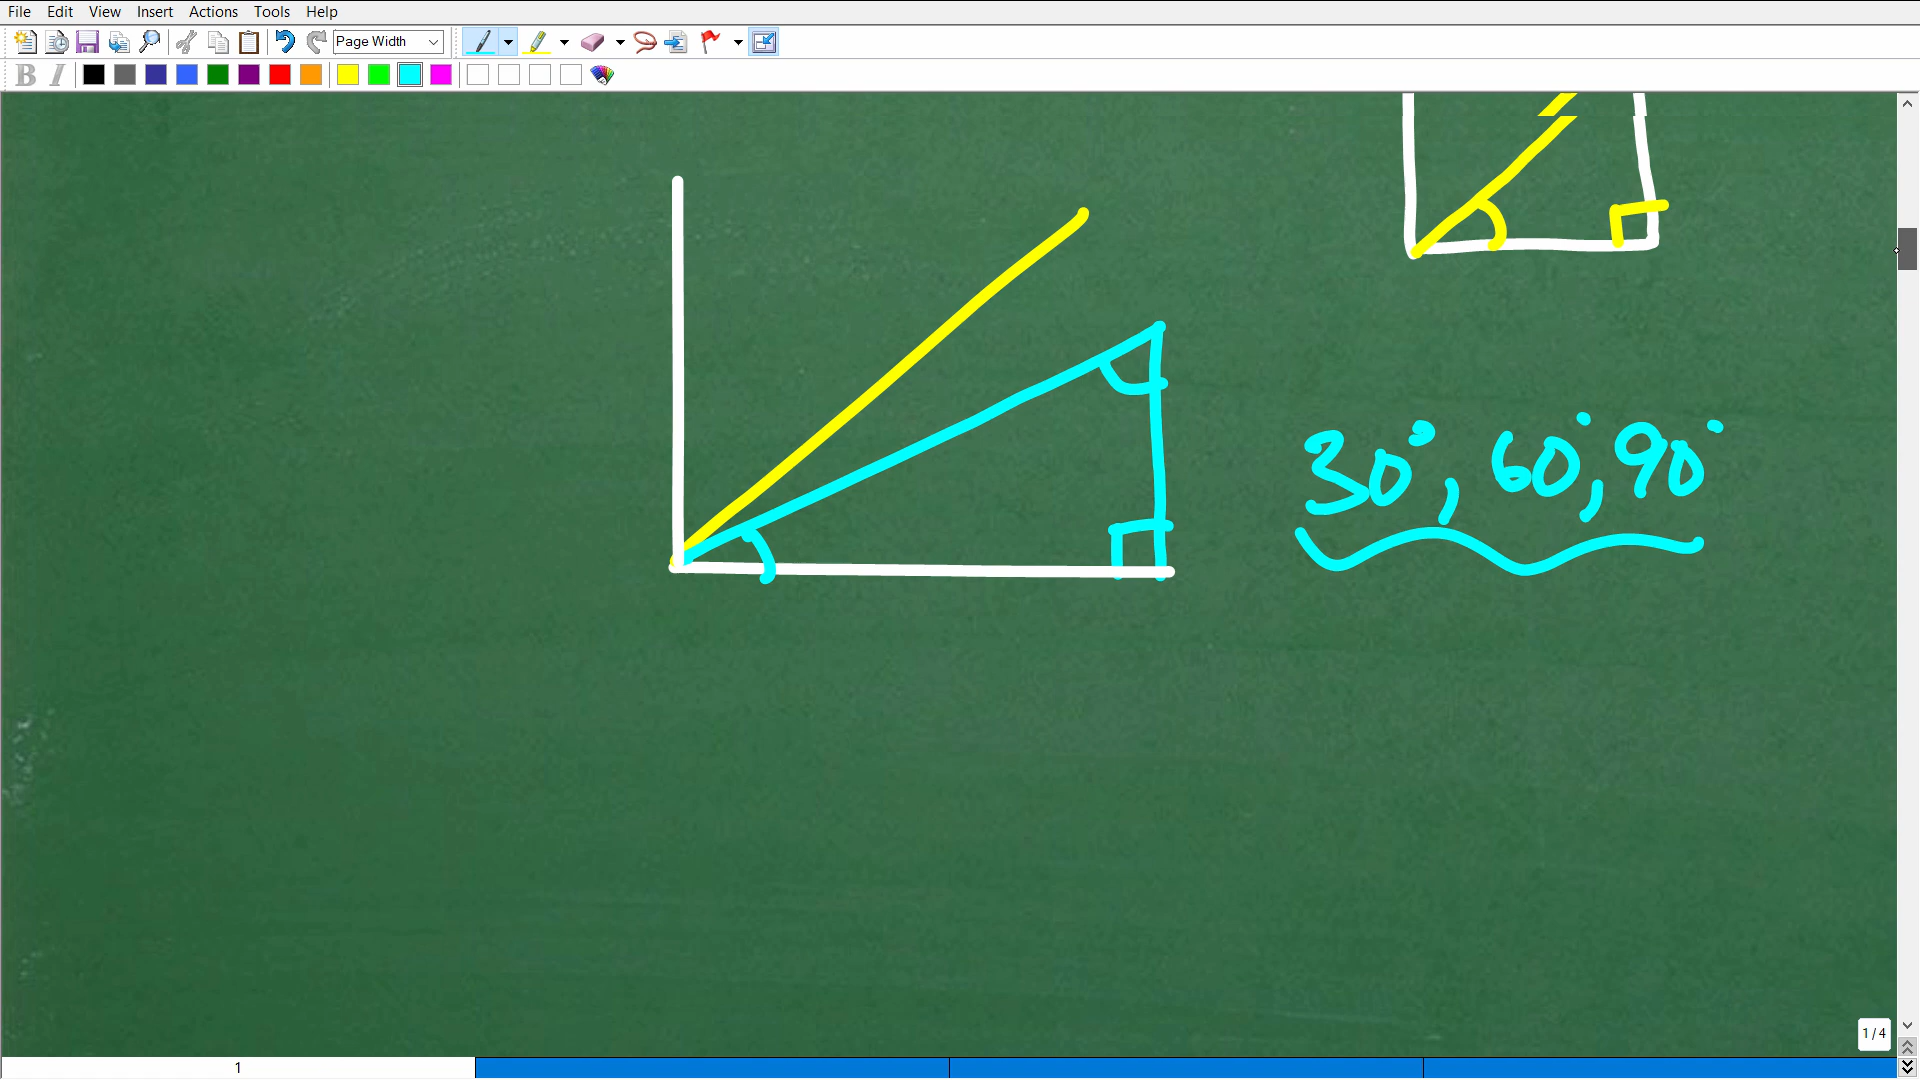 File Edit View Insert Actions Tools Help
Page Width
B I
30°, 60°, 90°
1 / 4
1